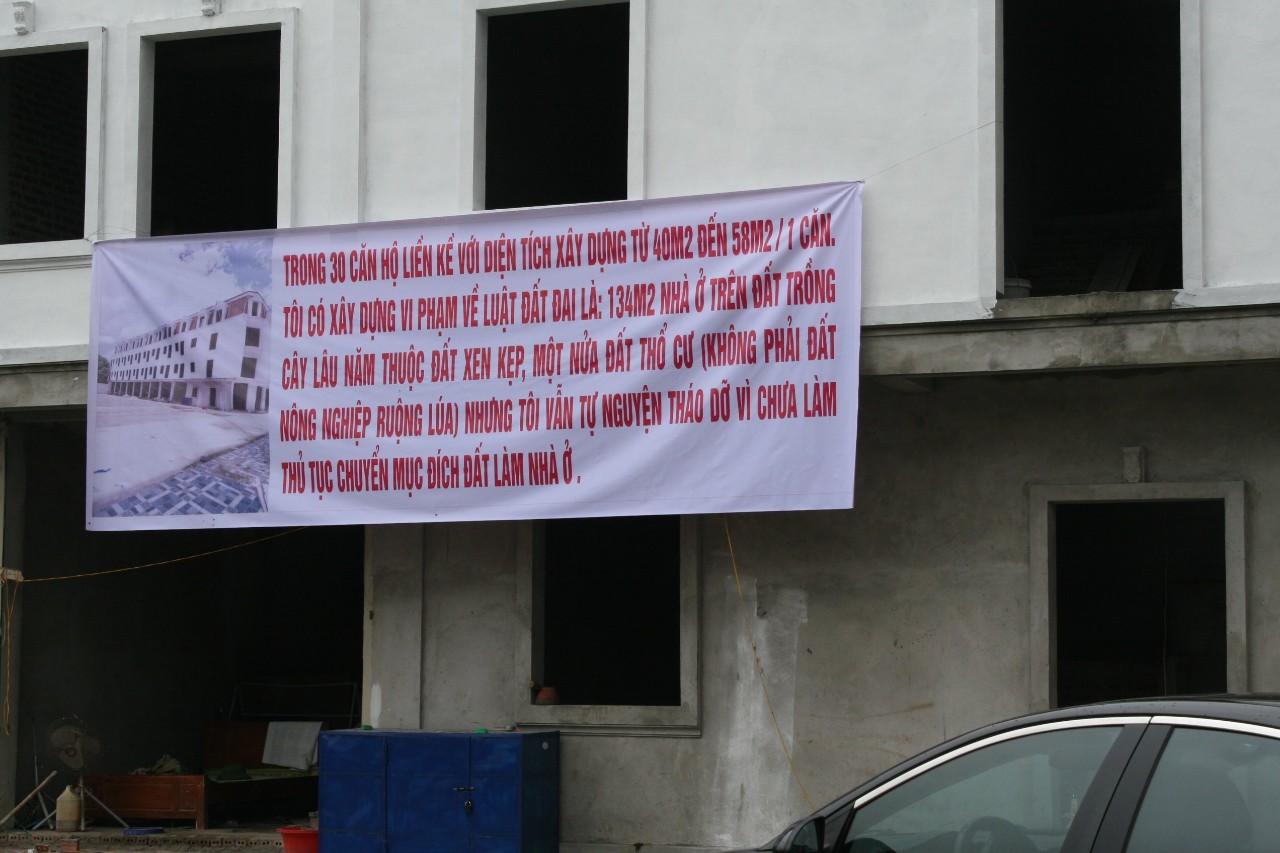 TRONG 30 CĂN HỘ LIỀN KỀ VỚI DIỆN TÍCH XÂY DỰNG TỪ 40M2 ĐẾN 58M2 / 1 CĂN.
TÔI CÓ XÂY DỰNG VI PHẠM VỀ LUẬT ĐẤT ĐAI LÀ: 134M2 NHÀ Ở TRÊN ĐẤT TRỒNG
CÂY LÂU NĂM THUỘC ĐẤT XEN KẸP, MỘT NỬA ĐẤT THỔ CƯ (KHÔNG PHẢI ĐẤT
NÔNG NGHIỆP RUỘNG LÚA) NHƯNG TÔI VẪN TỰ NGUYỆN THÁO DỠ VÌ CHƯA LÀM
THỦ TỤC CHUYỂN MỤC ĐÍCH ĐẤT LÀM NHÀ Ở .